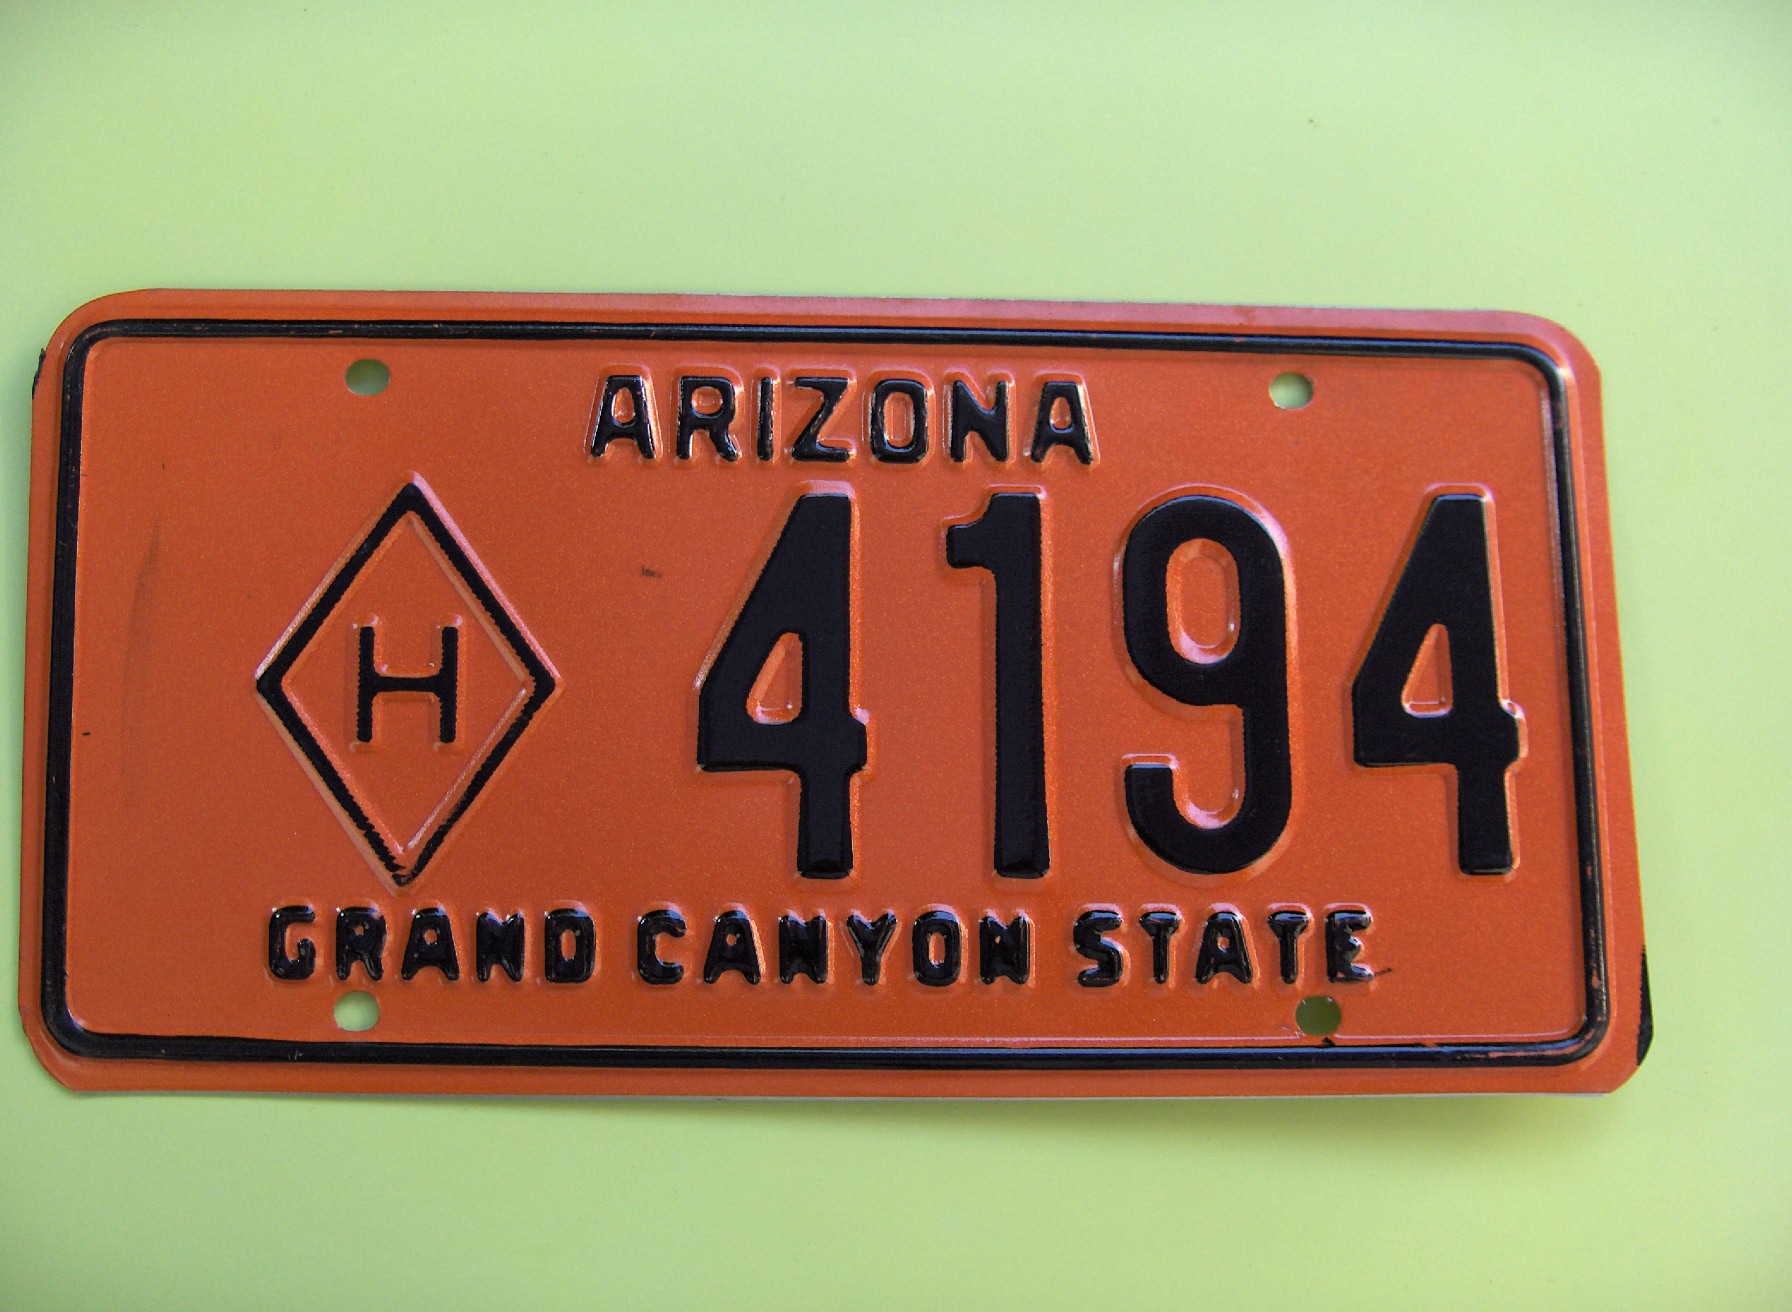 ARIZONA
H 4194
GRAND CANYON STATE